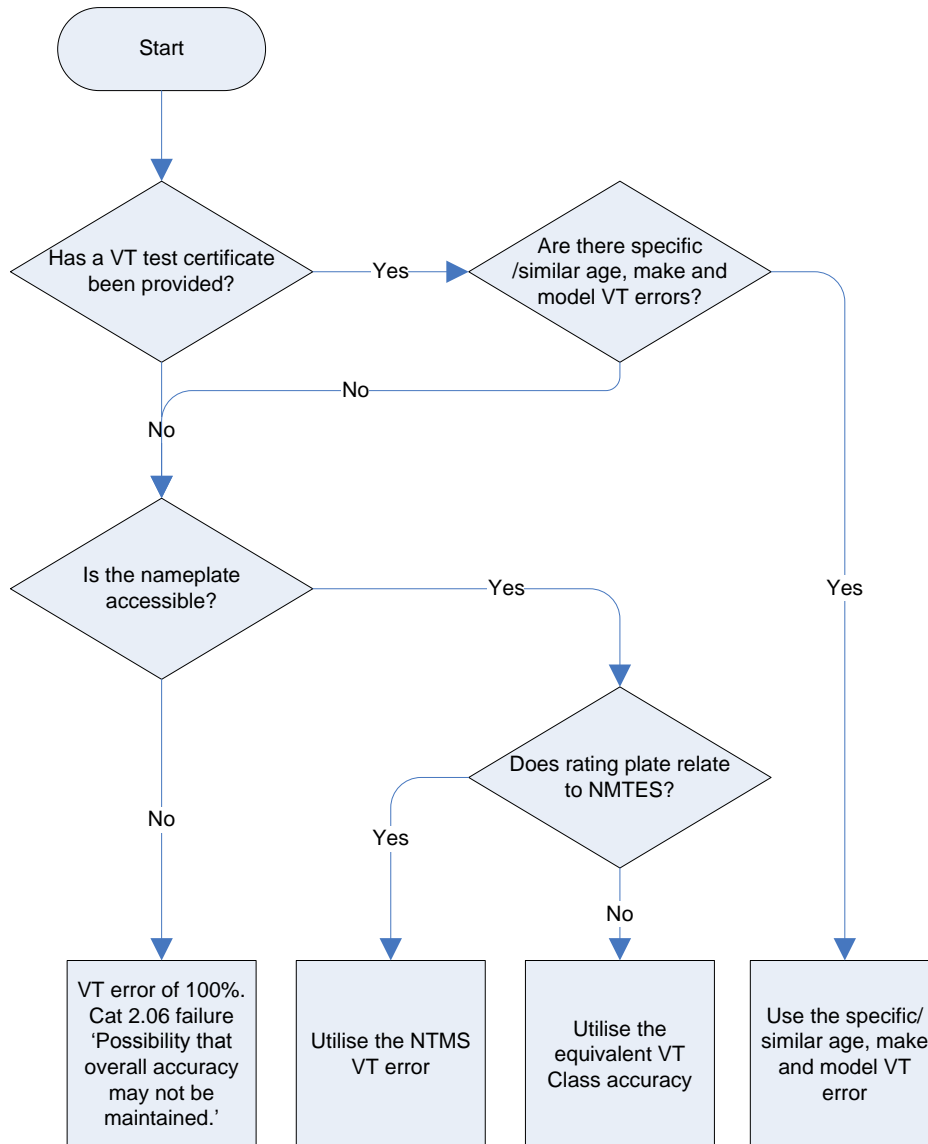 Start
Has a VT test certificate
been provided?
Yes
Are there specific
/similar age, make and
model VT errors?
No
No
Is the nameplate
accessible?
Yes
Yes
Does rating plate relate
to NMTES?
No
Yes
No
VT error of 100%.
Cat 2.06 failure
‘Possibility that
overall accuracy
may not be
maintained.’
Utilise the NTMS
VT error
Utilise the
equivalent VT
Class accuracy
Use the specific/
similar age, make
and model VT
error